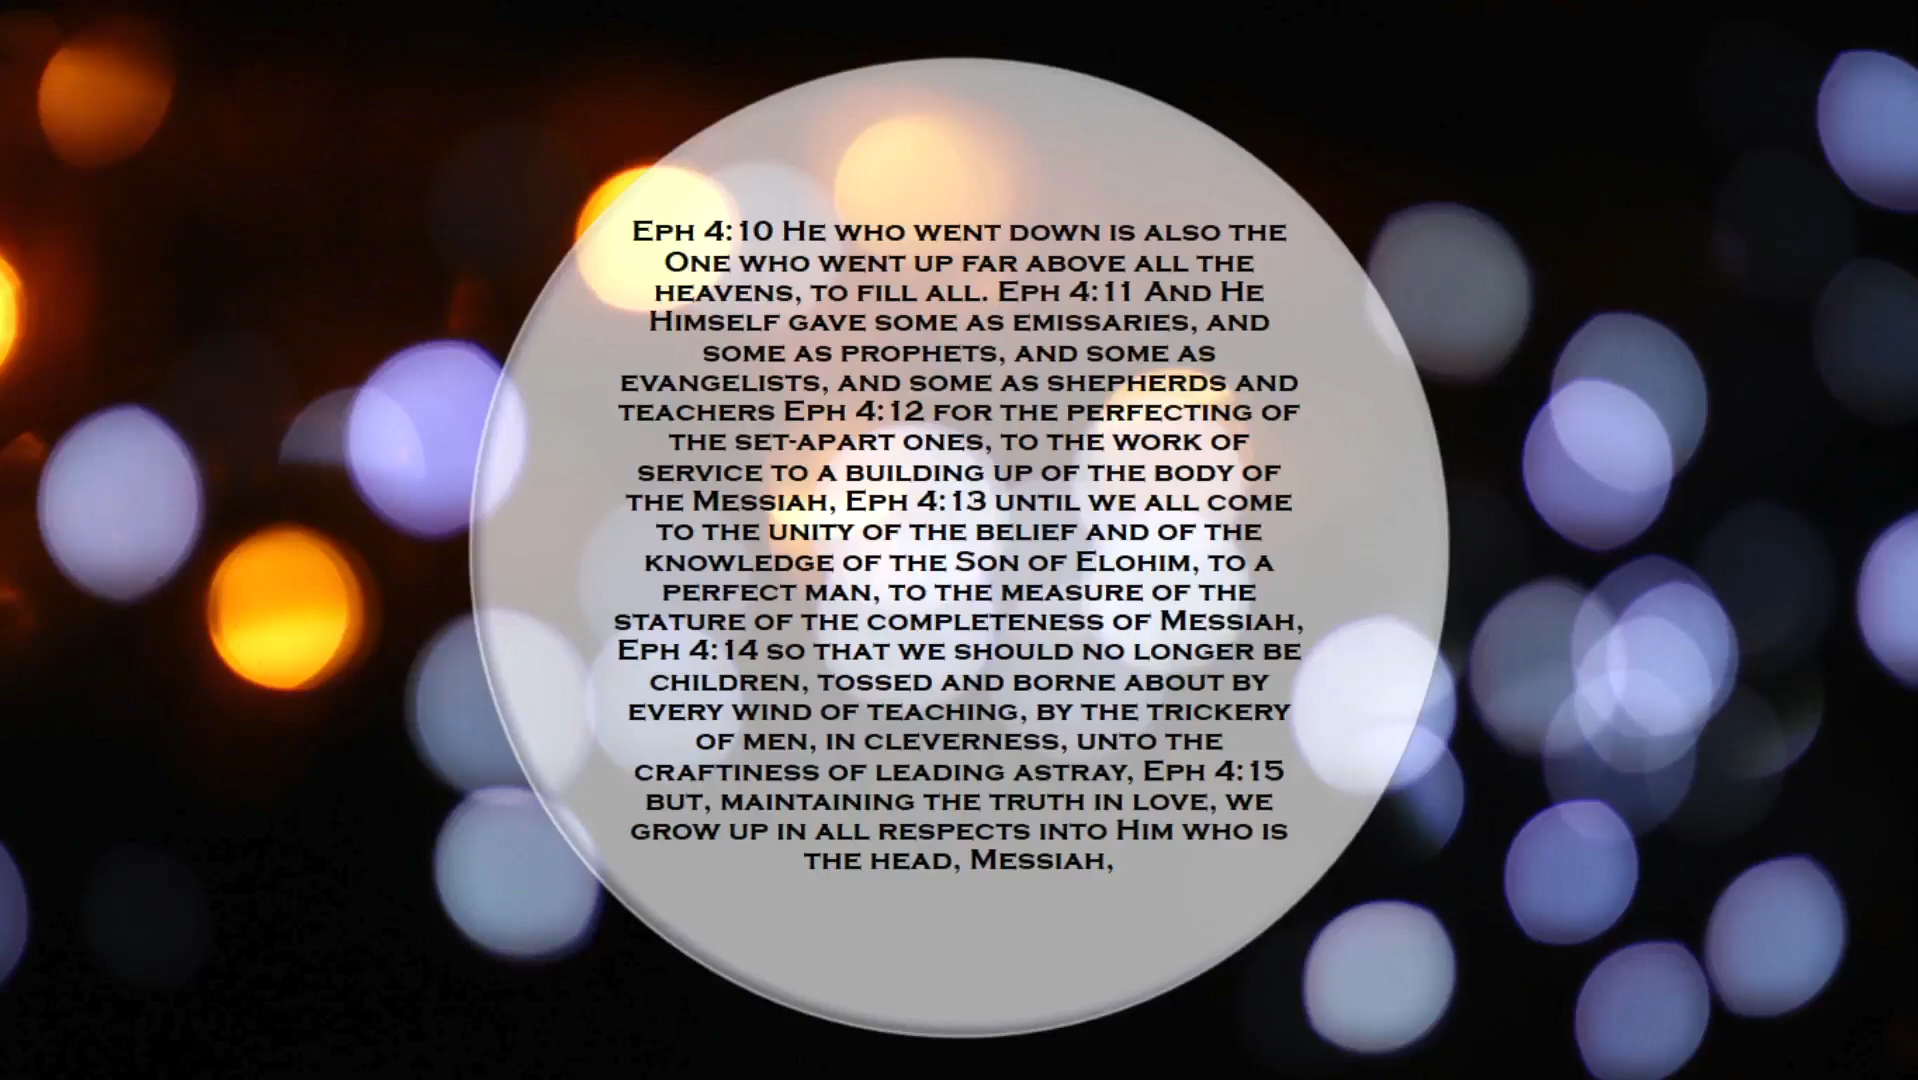 Eph 4:10 He who went down is also the
One who went up far above all the
heavens, to fill all. Eph 4:11 And He
Himself gave some as emissaries, and
some as prophets, and some as
evangelists, and some as shepherds and
teachers Eph 4:12 for the perfecting of
the set-apart ones, to the work of
service to a building up of the body of
the Messiah, Eph 4:13 until we all come
to the unity of the belief and of the
knowledge of the Son of Elohim, to a
perfect man, to the measure of the
stature of the completeness of Messiah,
Eph 4:14 so that we should no longer be
children, tossed and borne about by
every wind of teaching, by the trickery
of men, in cleverness, unto the
craftiness of leading astray, Eph 4:15
but, maintaining the truth in love, we
grow up in all respects into Him who is
the head, Messiah,